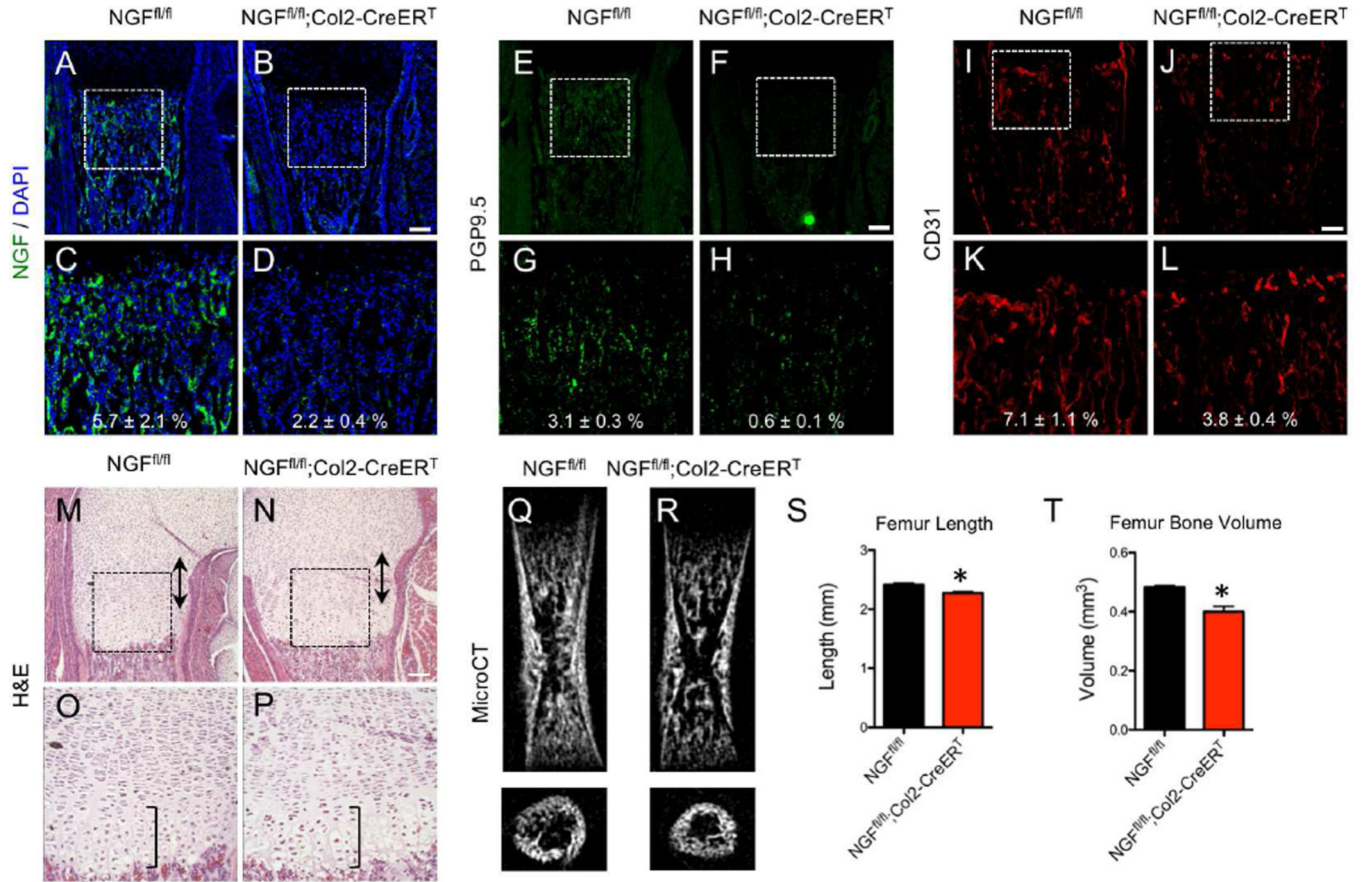 NGFfl/fl NGFfl/fl;Col2-CreERT NGFfl/fl NGFfl/fl;Col2-CreERT NGFfl/fl NGFfl/fl;Col2-CreERT
A B E F I J
NGF / DAPI
PGP9.5
CD31
C D G H K L
5.7 ± 2.1 % 2.2 ± 0.4 % 3.1 ± 0.3 % 0.6 ± 0.1 % 7.1 ± 1.1 % 3.8 ± 0.4 %
NGFfl/fl NGFfl/fl;Col2-CreERT NGFfl/fl NGFfl/fl;Col2-CreERT
M N Q R S T
H&E
O P
MicroCT
Femur Length
Length (mm)
3
2
1
0
*
NGFfl/fl
NGFfl/fl;Col2-CreERT
Femur Bone Volume
Volume (mm3)
0.6
0.4
0.2
0.0
*
NGFfl/fl
NGFfl/fl;Col2-CreERT